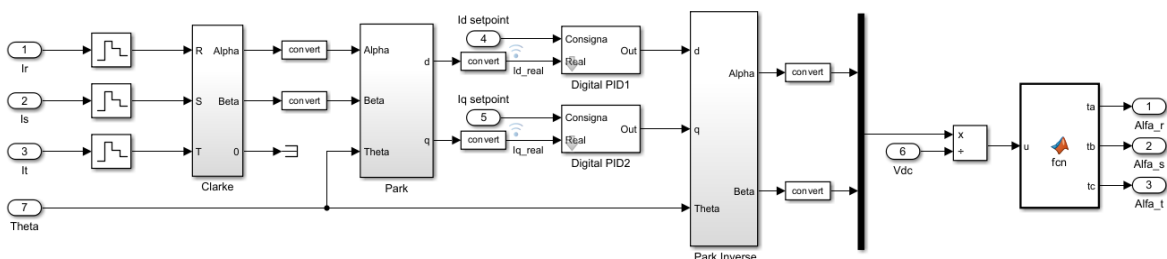 1
Ir
2
Is
3
It
7
Theta
R
S
T
Alpha
Beta
0
Clarke
convert
convert
Alpha
Beta
Theta
d
q
Park
Id setpoint
4
convert
Id_real
Iq setpoint
5
convert
Iq_real
Consigna
Real
Out
Digital PID1
Consigna
Real
Out
Digital PID2
d
q
Theta
Alpha
Beta
Park Inverse
convert
convert
6
Vdc
x
÷
u
fcn
ta
tb
tc
1
Alfa_r
2
Alfa_s
3
Alfa_t